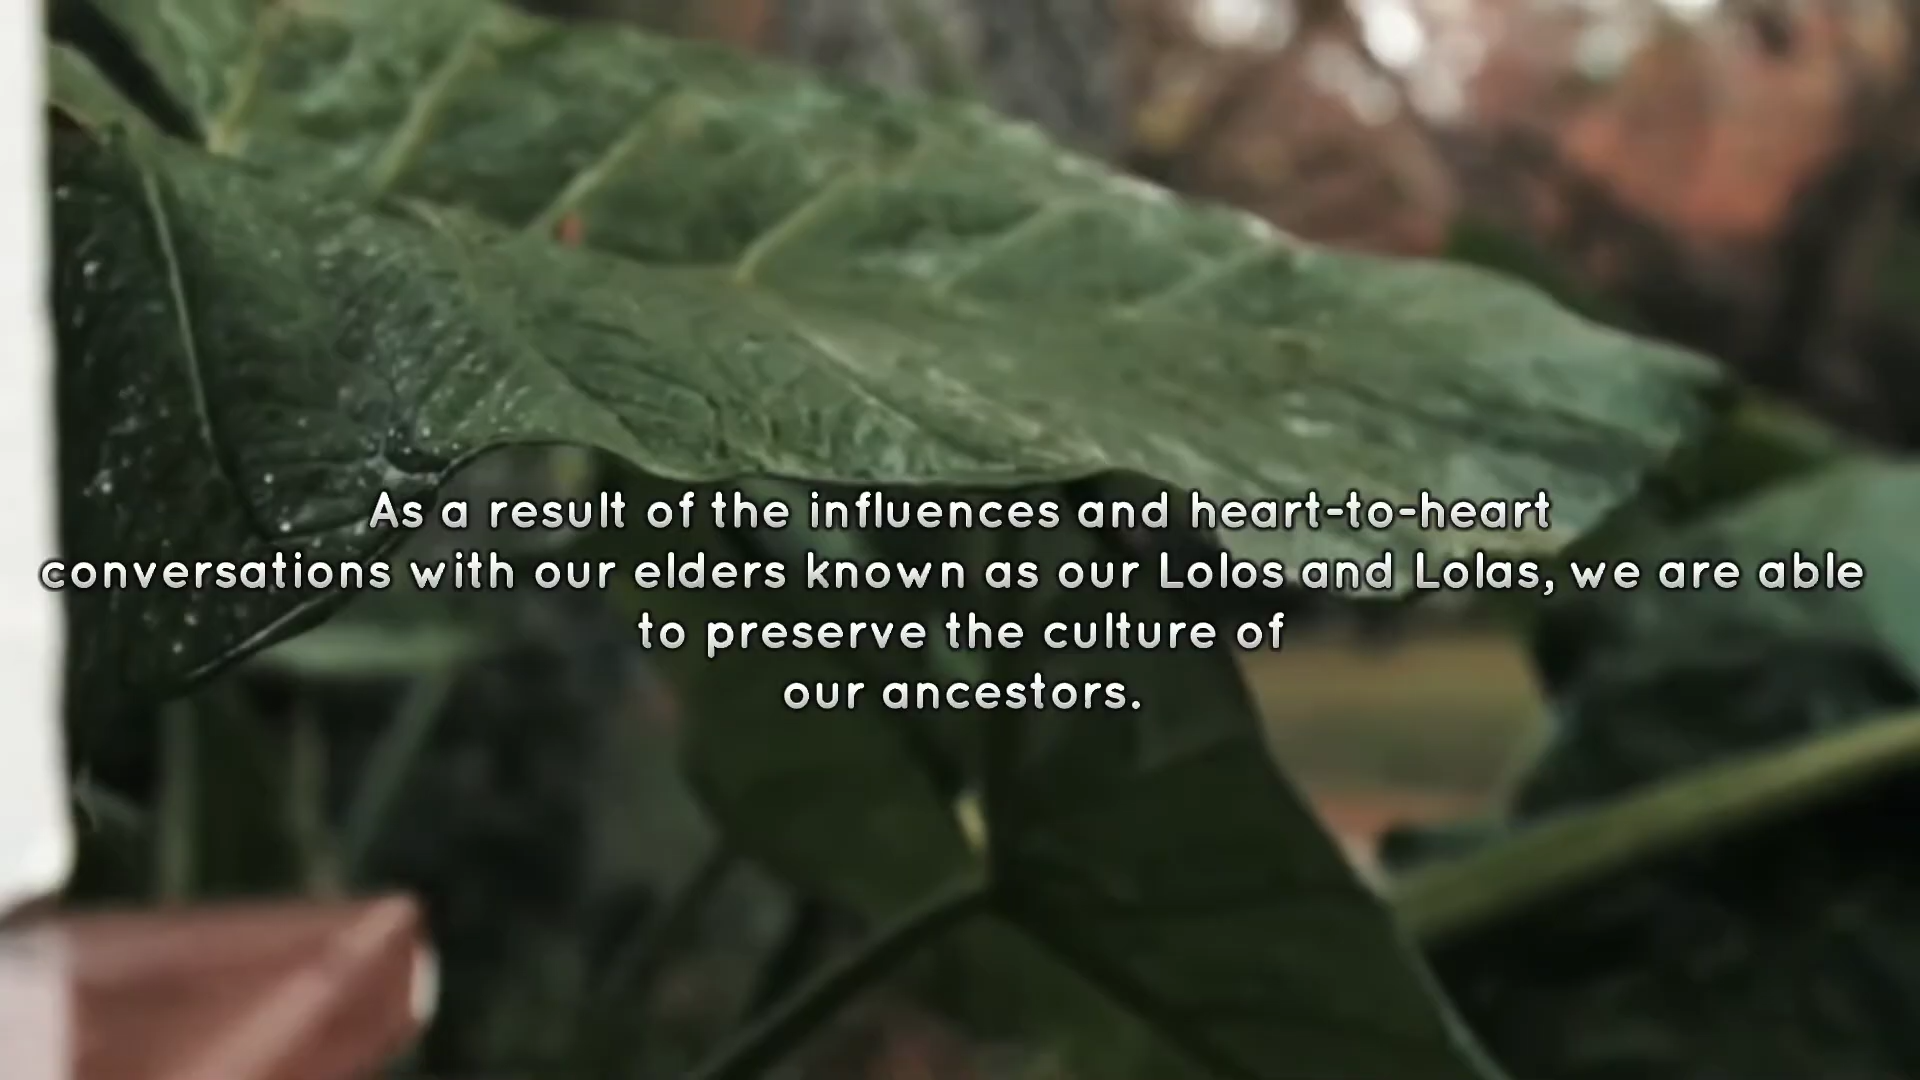 As a result of the influences and heart-to-heart
conversations with our elders known as our Lolos and Lolas, we are able
to preserve the culture of
our ancestors.